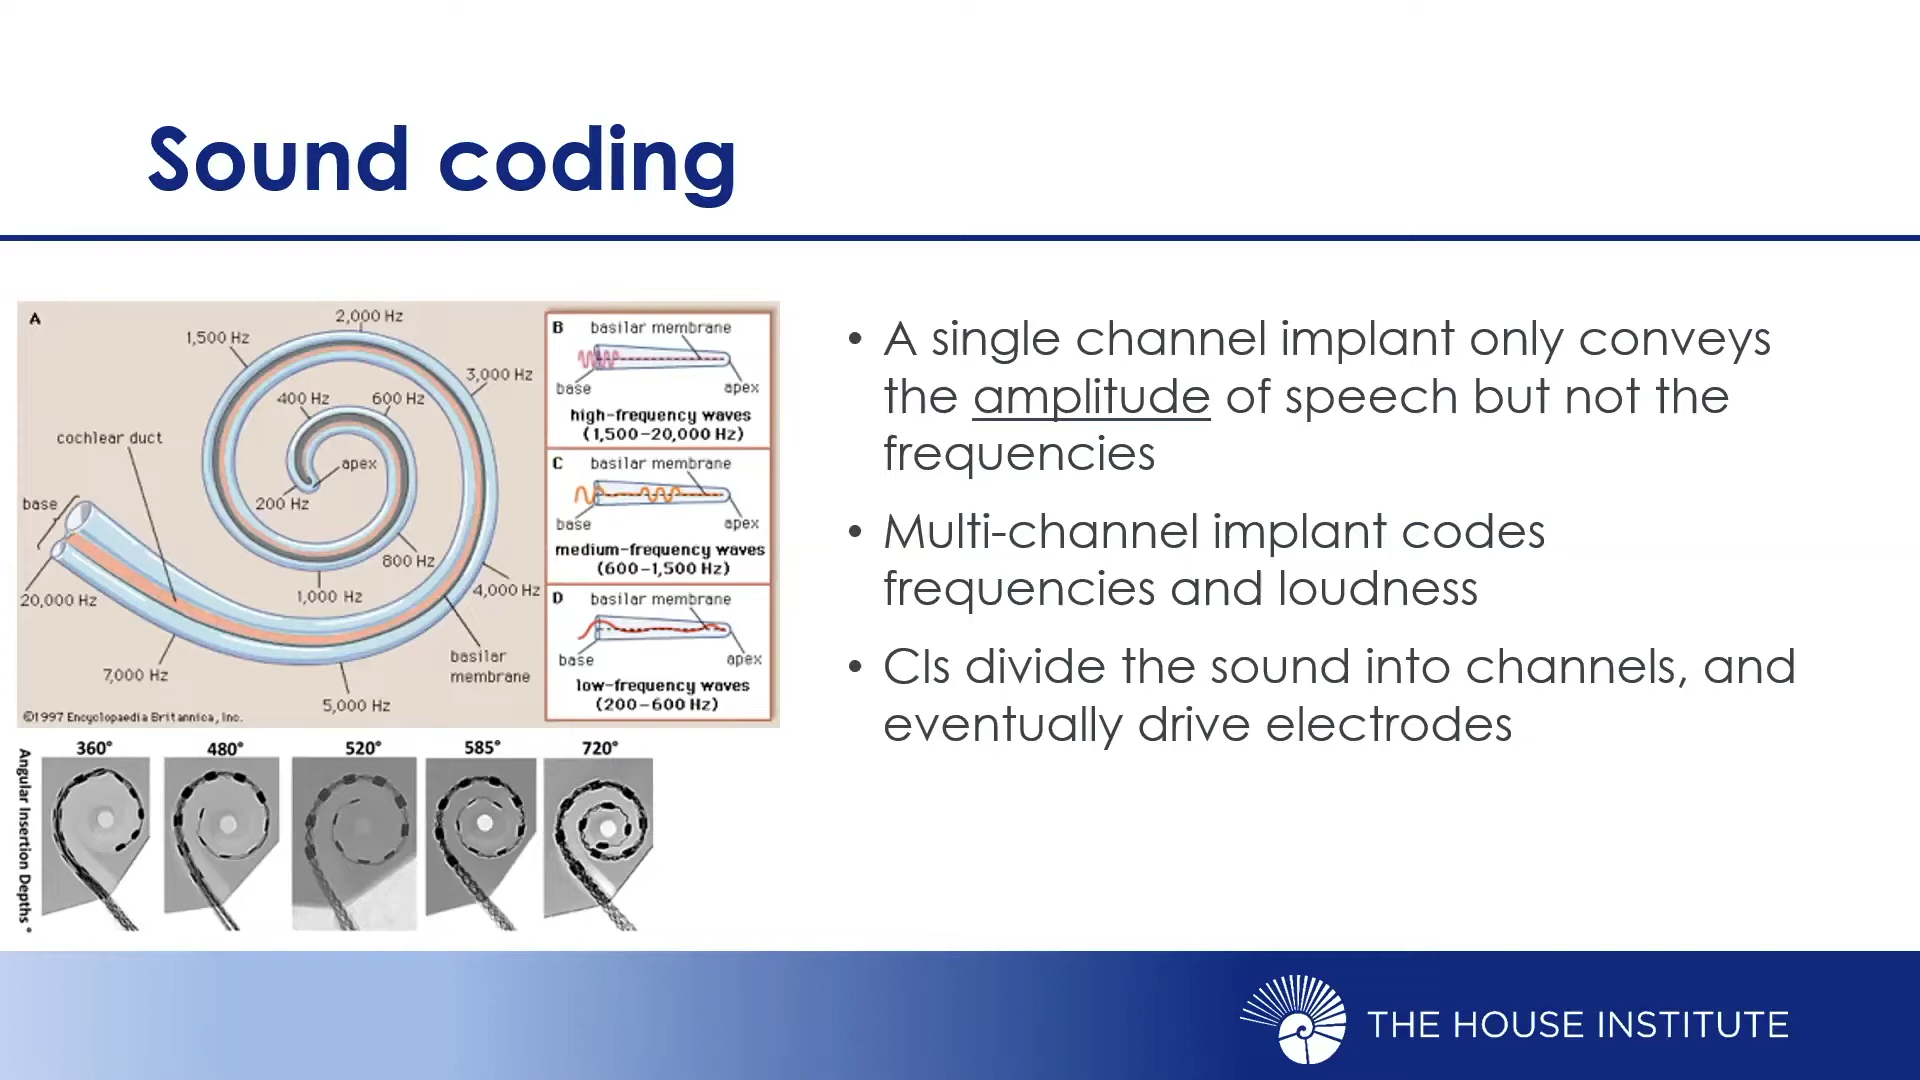 Sound coding
A
2,000 Hz
1,500 Hz
3,000 Hz
400 Hz
600 Hz
cochlear duct
apex
base
200 Hz
800 Hz
20,000 Hz
1,000 Hz
4,000 Hz
basilar
membrane
7,000 Hz
5,000 Hz
©1997 Encyclopaedia Britannica, Inc.
B
basilar membrane
base
apex
high-frequency waves
(1,500–20,000 Hz)
C
basilar membrane
base
apex
medium-frequency waves
(600–1,500 Hz)
D
basilar membrane
base
apex
low-frequency waves
(200–600 Hz)
Angular Insertion Depths °
360°
480°
520°
585°
720°
• A single channel implant only conveys
the amplitude of speech but not the
frequencies
• Multi-channel implant codes
frequencies and loudness
• CIs divide the sound into channels, and
eventually drive electrodes
THE HOUSE INSTITUTE